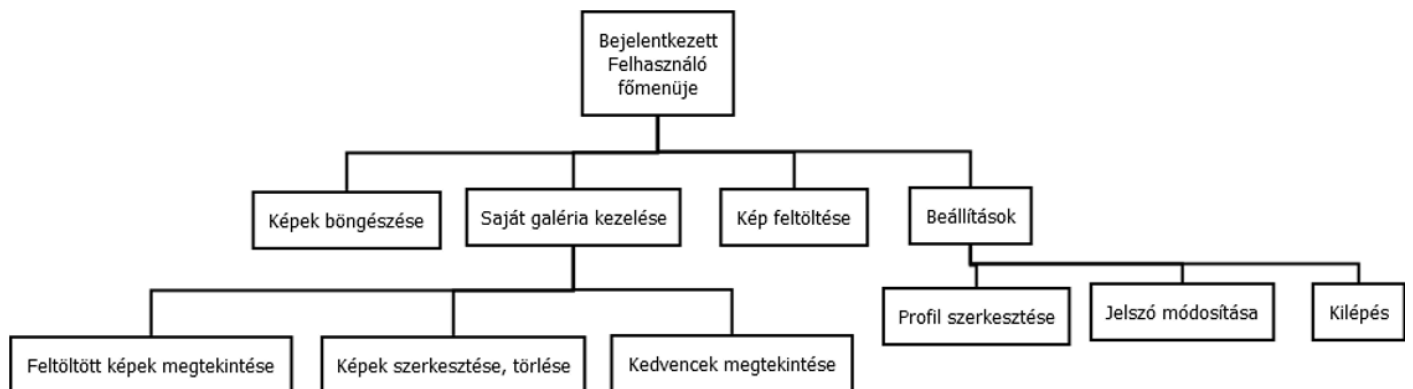 Bejelentkezett
Felhasználó
főmenüje
Képek böngészése
Saját galéria kezelése
Kép feltöltése
Beállítások
Profil szerkesztése
Jelszó módosítása
Kilépés
Feltöltött képek megtekintése
Képek szerkesztése, törlése
Kedvencek megtekintése